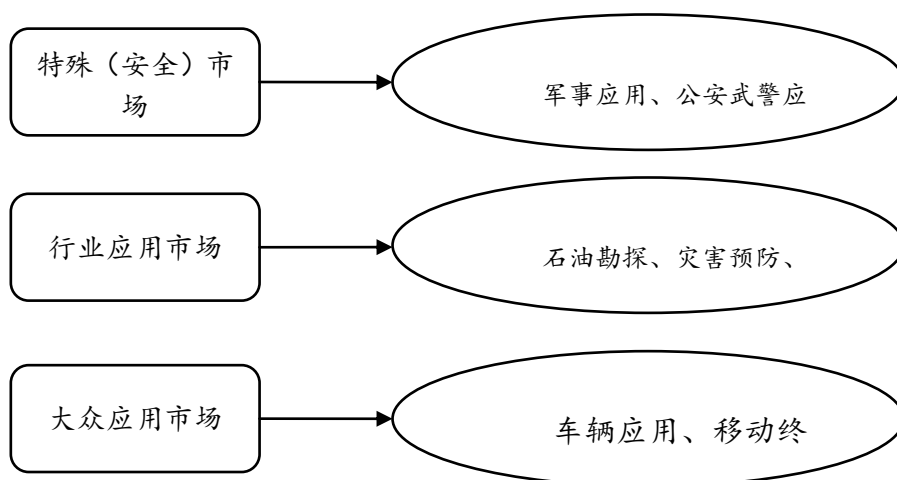 特殊（安全）市
场
军事应用、公安武警应
行业应用市场
石油勘探、灾害预防、
大众应用市场
车辆应用、移动终